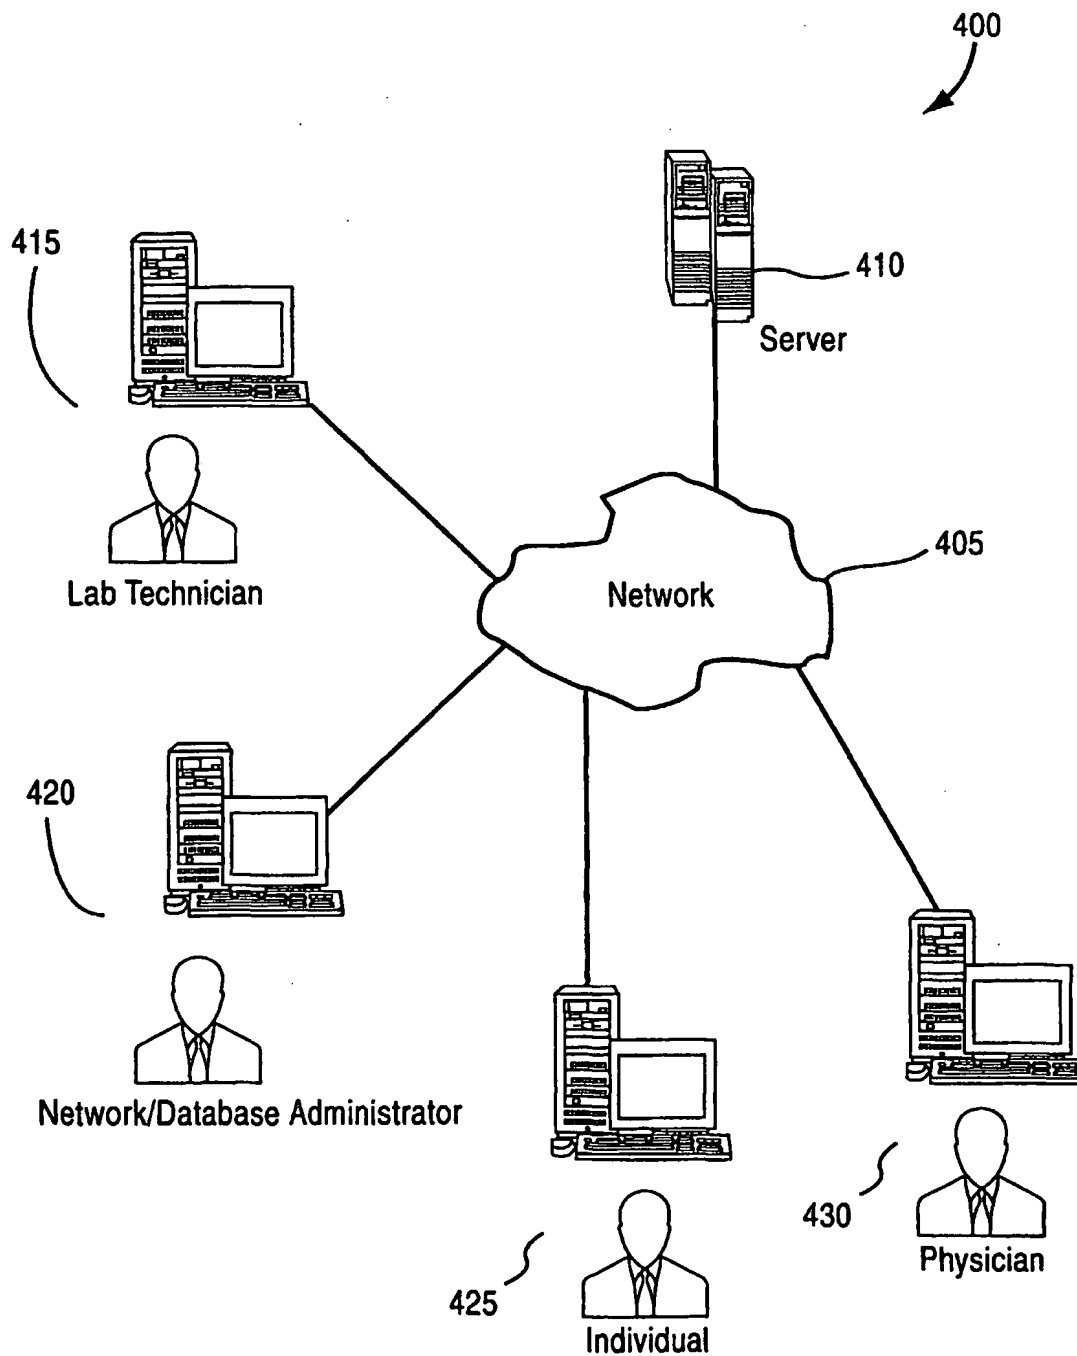 400
415
410
Server
405
Network
Lab Technician
420
Network/Database Administrator
430
Physician
425
Individual